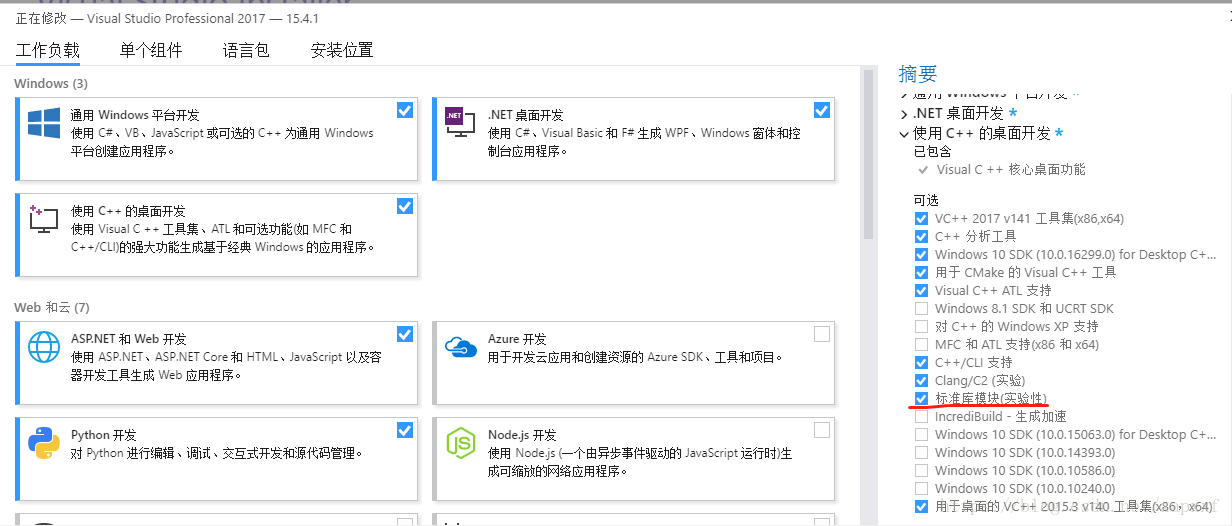 正在修改 — Visual Studio Professional 2017 — 15.4.1
工作负载 单个组件 语言包 安装位置
Windows (3)
通用 Windows 平台开发
使用 C#、VB、JavaScript 或可选的 C++ 为通用 Windows
平台创建应用程序。
.NET
.NET 桌面开发
使用 C#、Visual Basic 和 F# 生成 WPF、Windows 窗体和控
制台应用程序。
使用 C++ 的桌面开发
使用 Visual C ++ 工具集、ATL 和可选功能(如 MFC 和
C++/CLI)的强大功能生成基于经典 Windows 的应用程序。
Web 和云 (7)
ASP.NET 和 Web 开发
使用 ASP.NET、ASP.NET Core 和 HTML、JavaScript 以及容
器开发工具生成 Web 应用程序。
Azure 开发
用于开发云应用和创建资源的 Azure SDK、工具和项目。
Python 开发
对 Python 进行编辑、调试、交互式开发和源代码管理。
Node.js 开发
使用 Node.js (一个由异步事件驱动的 JavaScript 运行时)生
成可缩放的网络应用程序。
摘要
通用 Windows 平台开发 *
.NET 桌面开发 *
使用 C++ 的桌面开发 *
已包含
Visual C ++ 核心桌面功能
可选
VC++ 2017 v141 工具集(x86,x64)
C++ 分析工具
Windows 10 SDK (10.0.16299.0) for Desktop C+...
用于 CMake 的 Visual C++ 工具
Visual C++ ATL 支持
Windows 8.1 SDK 和 UCRT SDK
对 C++ 的 Windows XP 支持
MFC 和 ATL 支持(x86 和 x64)
C++/CLI 支持
Clang/C2 (实验)
标准库模块(实验性)
IncrediBuild - 生成加速
Windows 10 SDK (10.0.15063.0) for Desktop C+...
Windows 10 SDK (10.0.14393.0)
Windows 10 SDK (10.0.10586.0)
Windows 10 SDK (10.0.10240.0)
用于桌面的 VC++ 2015.3 v140 工具集(x86，x64)